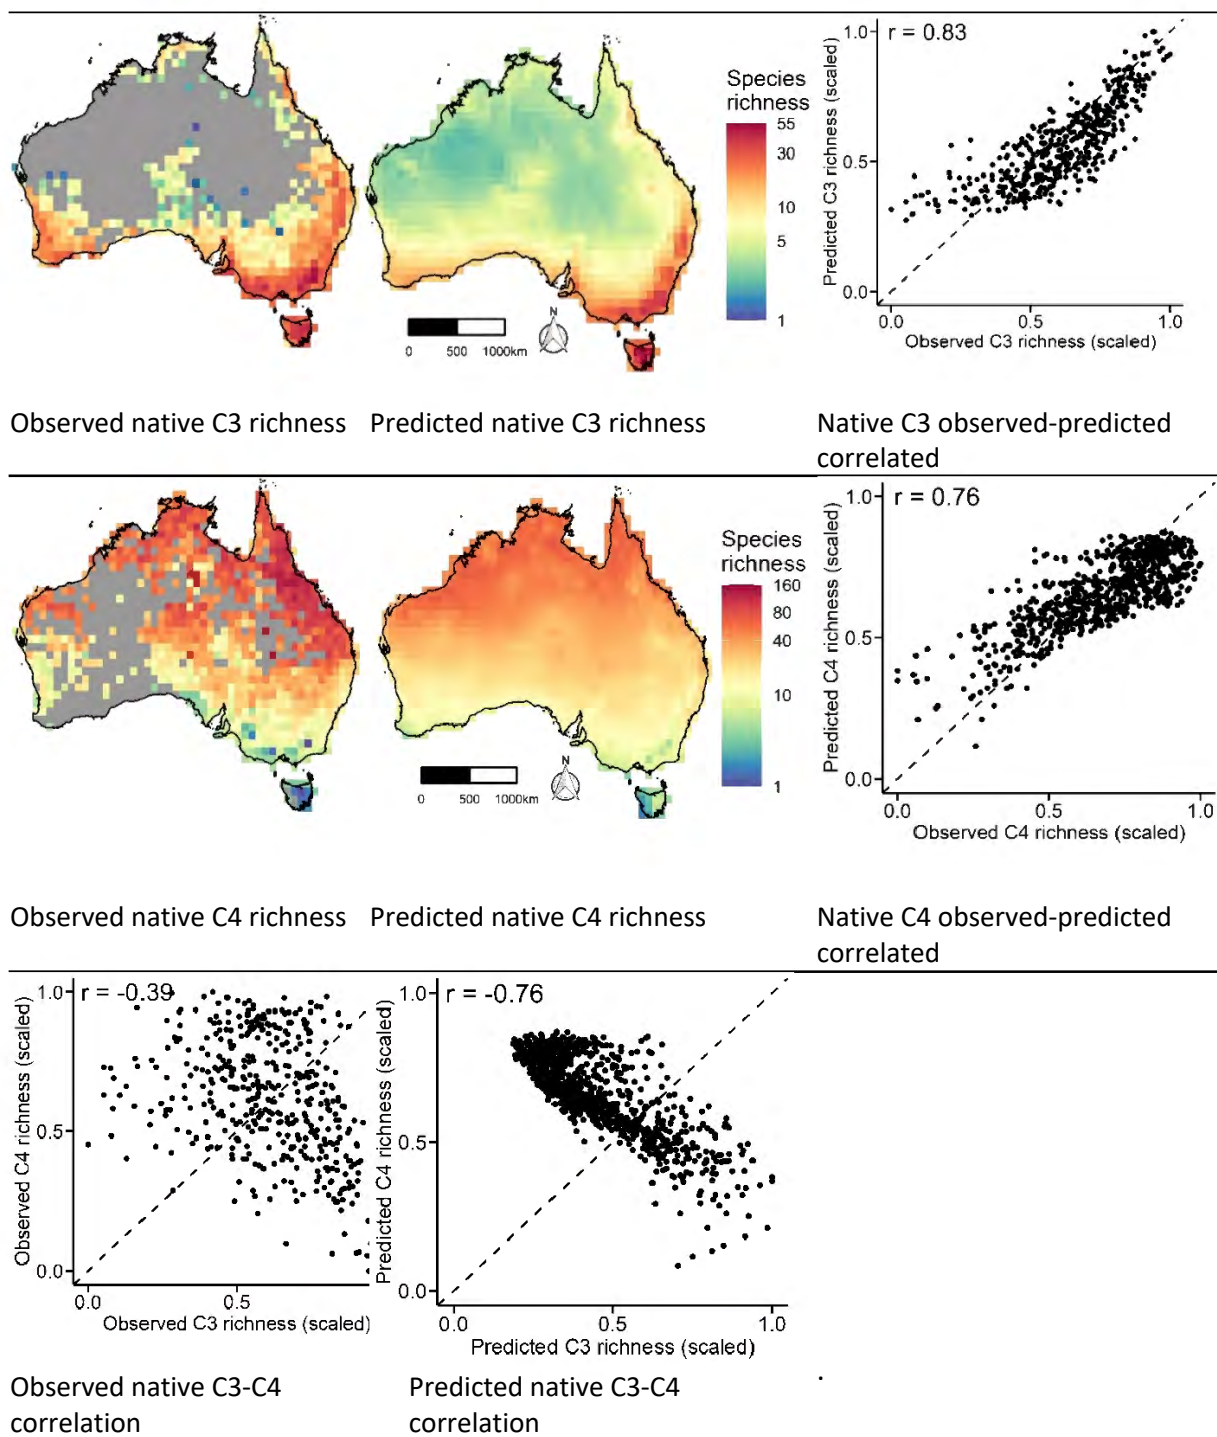 Species
richness
55
30
10
5
1
N
0 500 1000km
r = 0.83
1.0
0.5
0.0
Predicted C3 richness (scaled)
0.0 0.5 1.0
Observed C3 richness (scaled)
Observed native C3 richness
Predicted native C3 richness
Native C3 observed-predicted
correlated
Species
richness
160
80
40
10
1
N
0 500 1000km
r = 0.76
1.0
0.5
0.0
Predicted C4 richness (scaled)
0.0 0.5 1.0
Observed C4 richness (scaled)
Observed native C4 richness
Predicted native C4 richness
Native C4 observed-predicted
correlated
r = -0.39
1.0
0.5
0.0
Observed C4 richness (scaled)
0.0 0.5
Observed C3 richness (scaled)
r = -0.76
1.0
0.5
0.0
Predicted C4 richness (scaled)
0.0 0.5 1.0
Predicted C3 richness (scaled)
Observed native C3-C4
correlation
Predicted native C3-C4
correlation
.